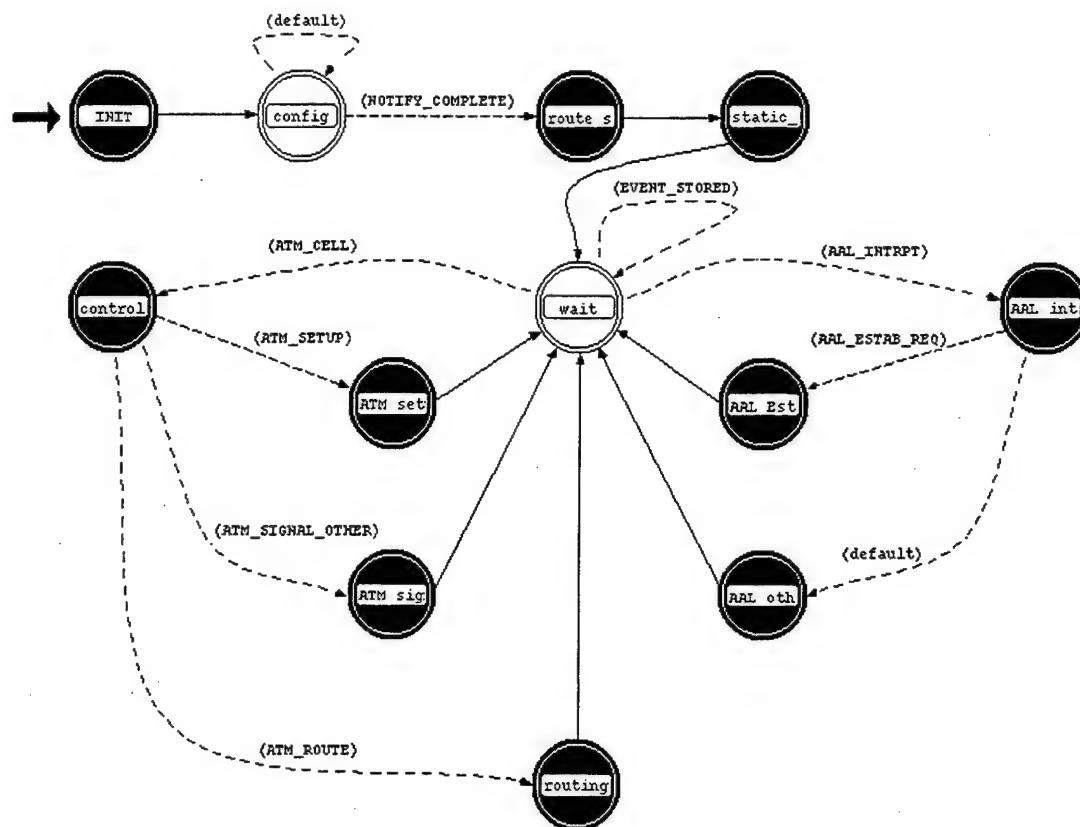 (default)
INIT
config
(NOTIFY_COMPLETE)
route s
static_
(EVENT_STORED)
(ATM_CELL)
(AAL_INTRPT)
control
wait
AAL int
(ATM_SETUP)
(AAL_ESTAB_REQ)
ATM set
AAL Est
(ATM_SIGNAL_OTHER)
(default)
ATM sig
AAL oth
(ATM_ROUTE)
routing